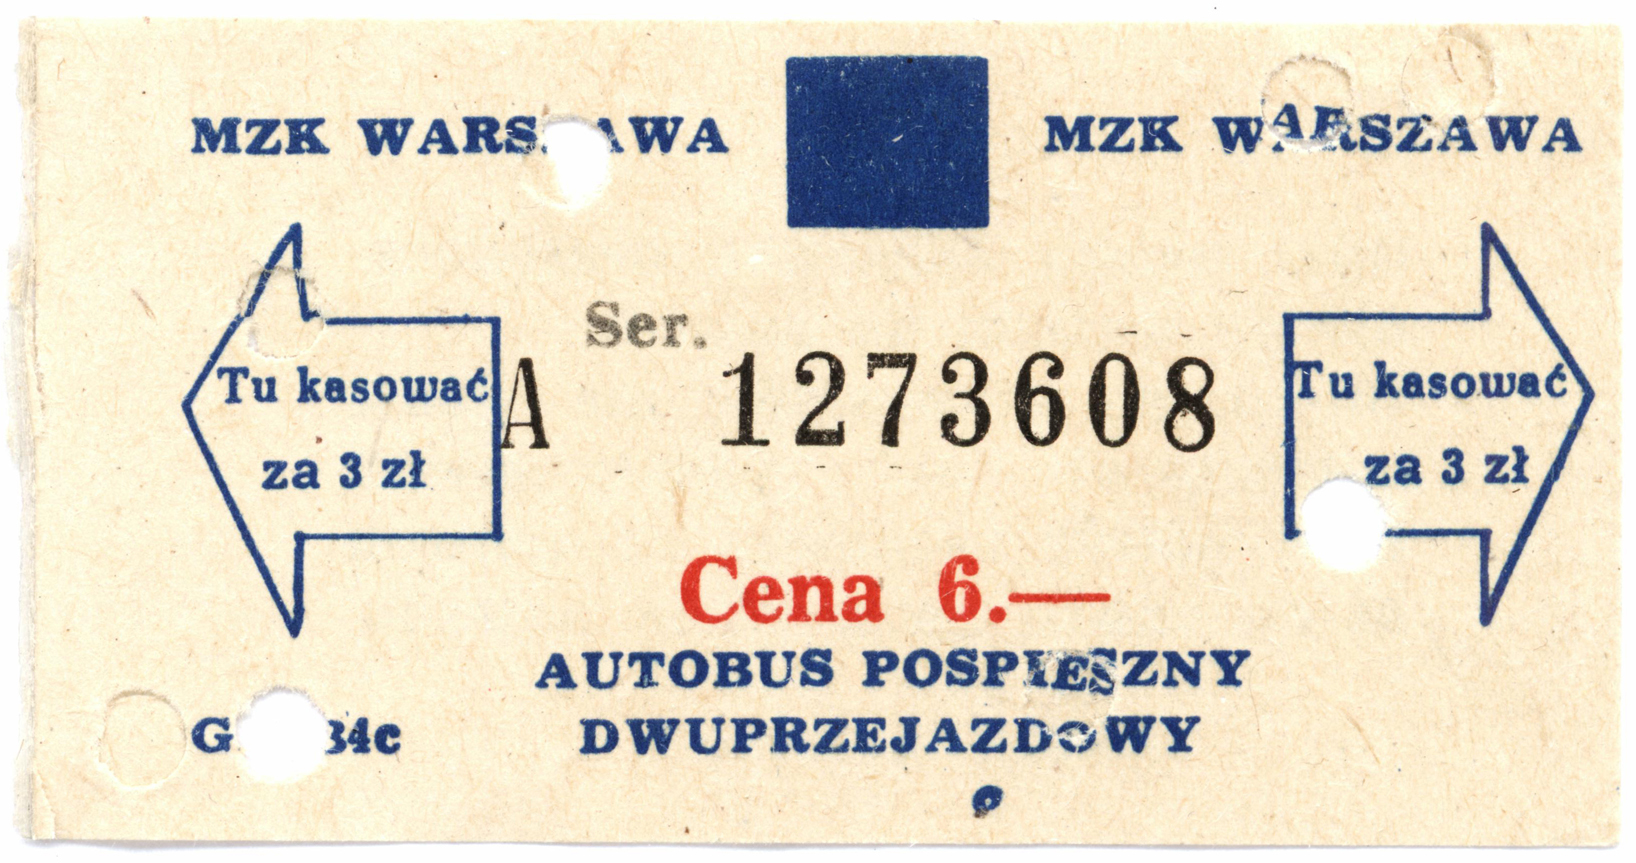 MZK WARSZAWA MZK WARSZAWA
Ser.
A 1273608
Tu kasować
za 3 zł
Tu kasować
za 3 zł
Cena 6.—
AUTOBUS POSPIESZNY
DWUPRZEJAZDOWY